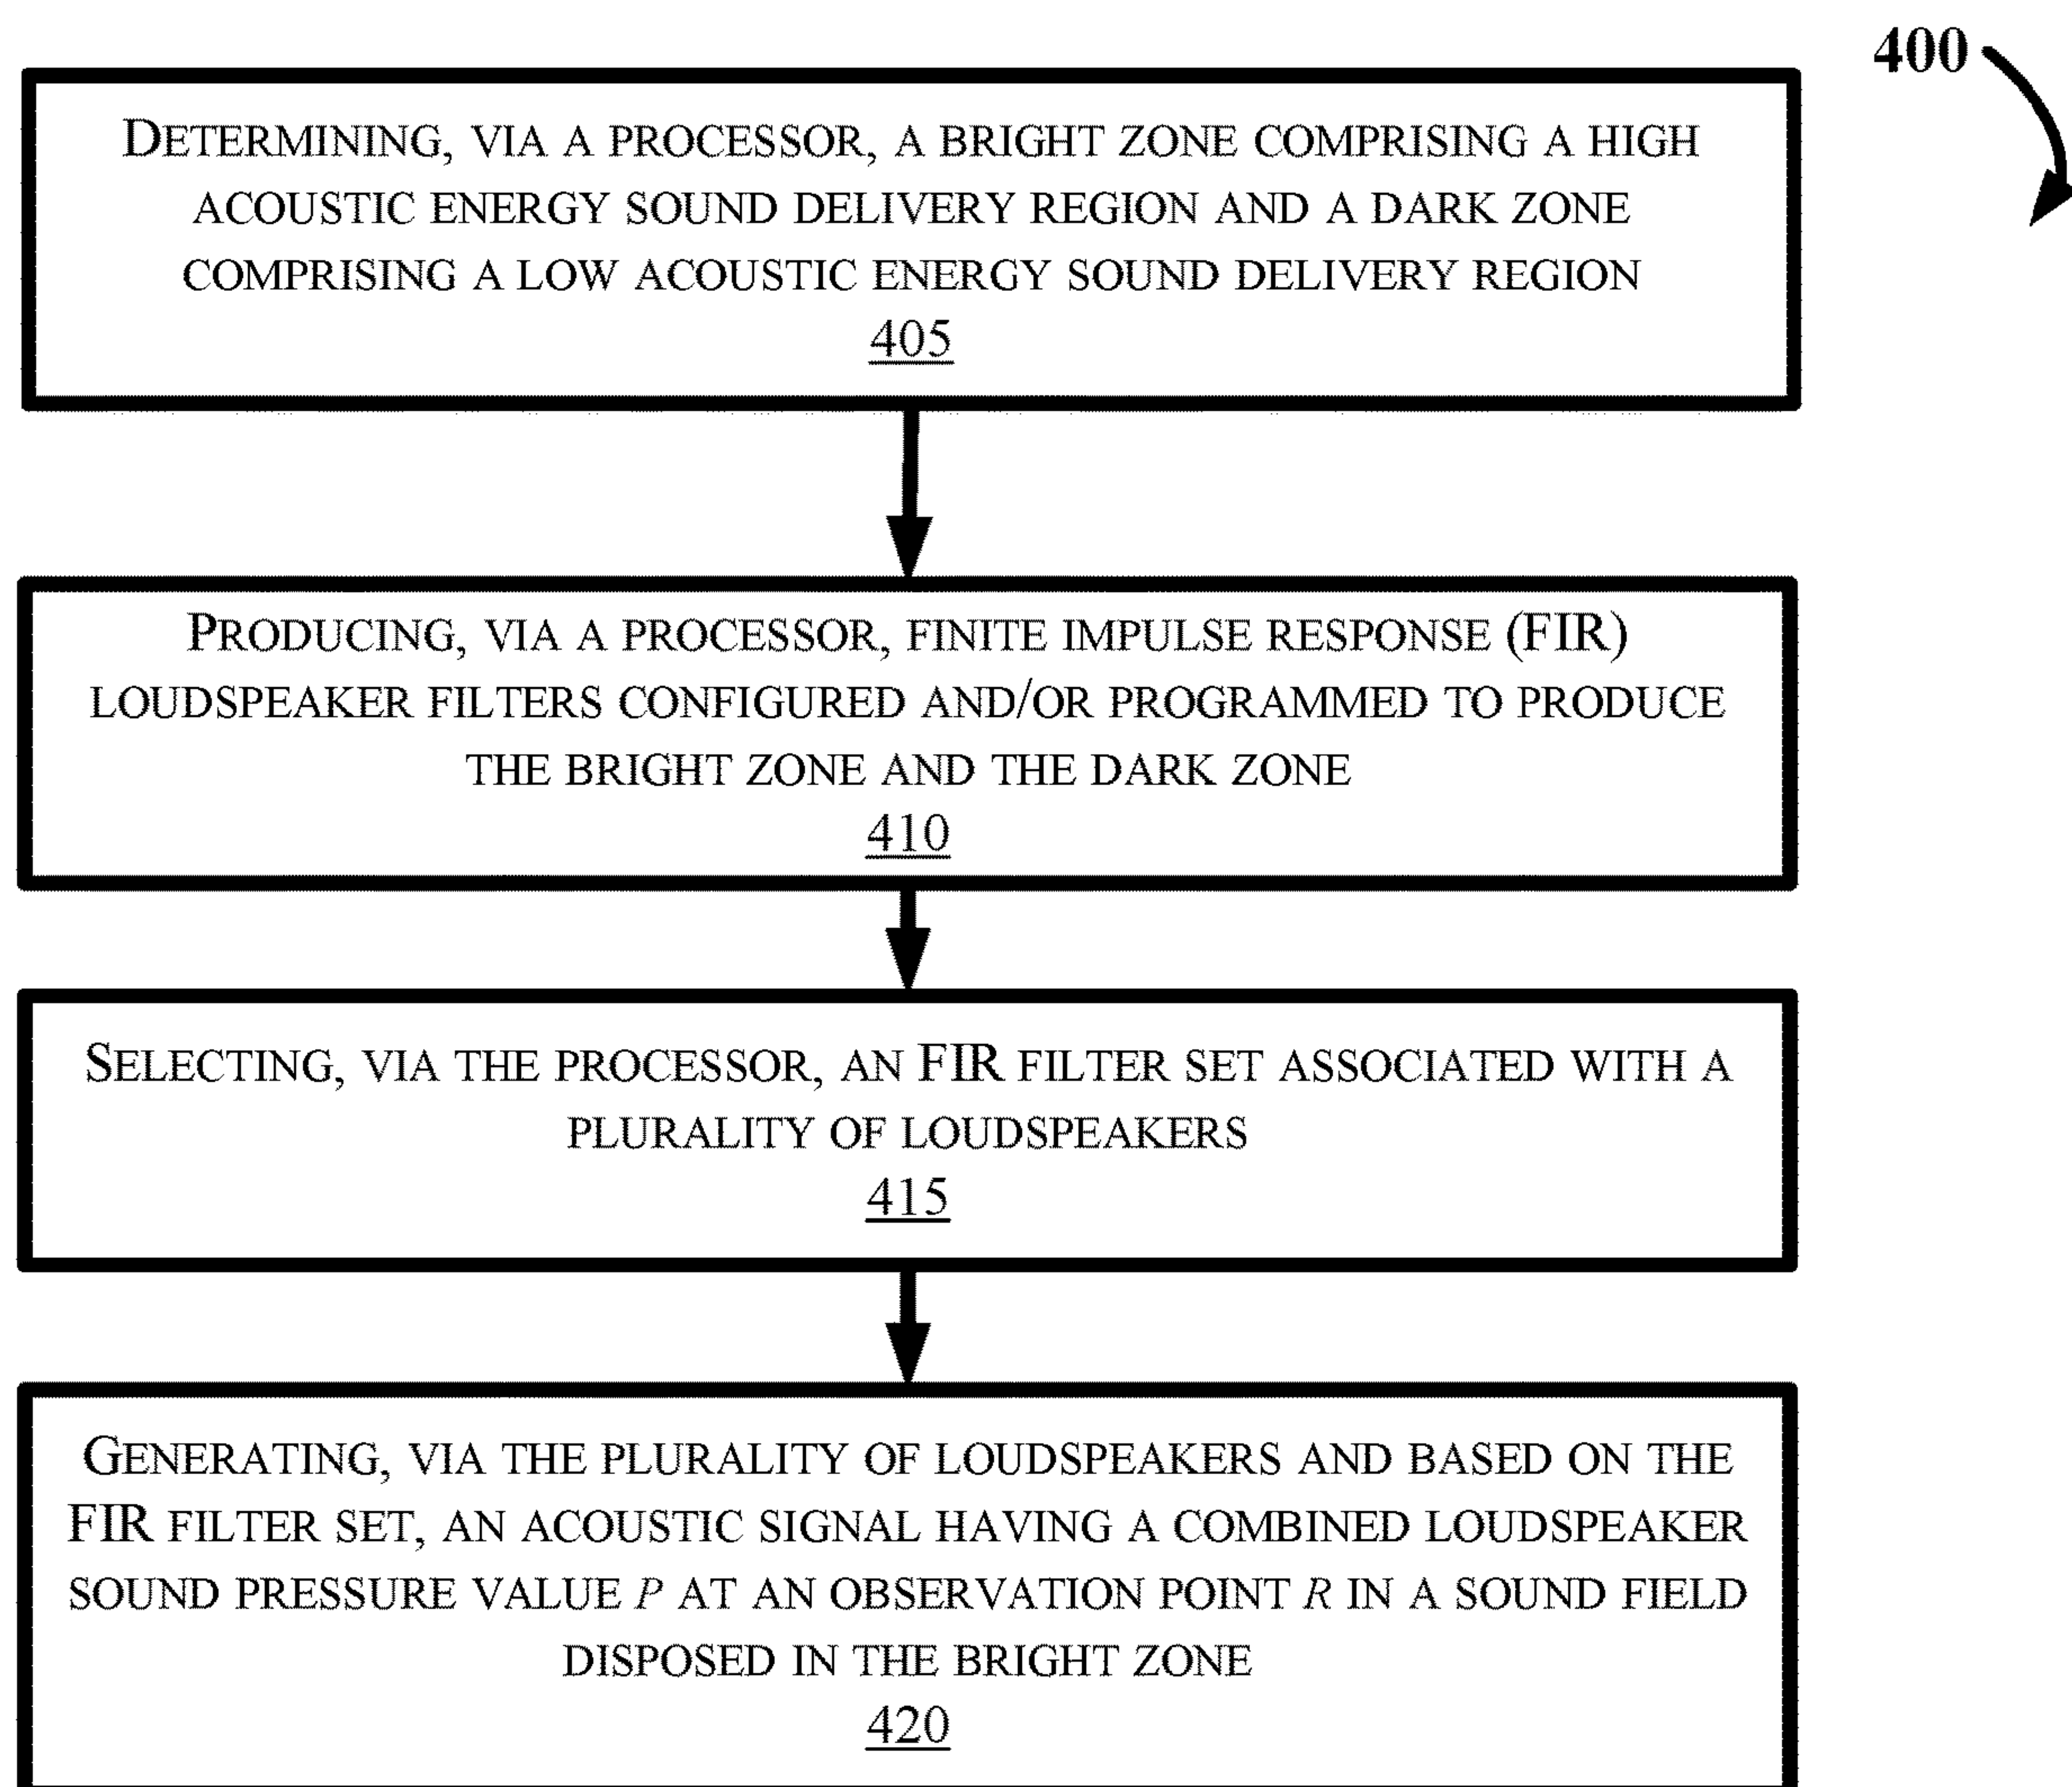 400
DETERMINING, VIA A PROCESSOR, A BRIGHT ZONE COMPRISING A HIGH
ACOUSTIC ENERGY SOUND DELIVERY REGION AND A DARK ZONE
COMPRISING A LOW ACOUSTIC ENERGY SOUND DELIVERY REGION
405
PRODUCING, VIA A PROCESSOR, FINITE IMPULSE RESPONSE (FIR)
LOUDSPEAKER FILTERS CONFIGURED AND/OR PROGRAMMED TO PRODUCE
THE BRIGHT ZONE AND THE DARK ZONE
410
SELECTING, VIA THE PROCESSOR, AN FIR FILTER SET ASSOCIATED WITH A
PLURALITY OF LOUDSPEAKERS
415
GENERATING, VIA THE PLURALITY OF LOUDSPEAKERS AND BASED ON THE
FIR FILTER SET, AN ACOUSTIC SIGNAL HAVING A COMBINED LOUDSPEAKER
SOUND PRESSURE VALUE P AT AN OBSERVATION POINT R IN A SOUND FIELD
DISPOSED IN THE BRIGHT ZONE
420